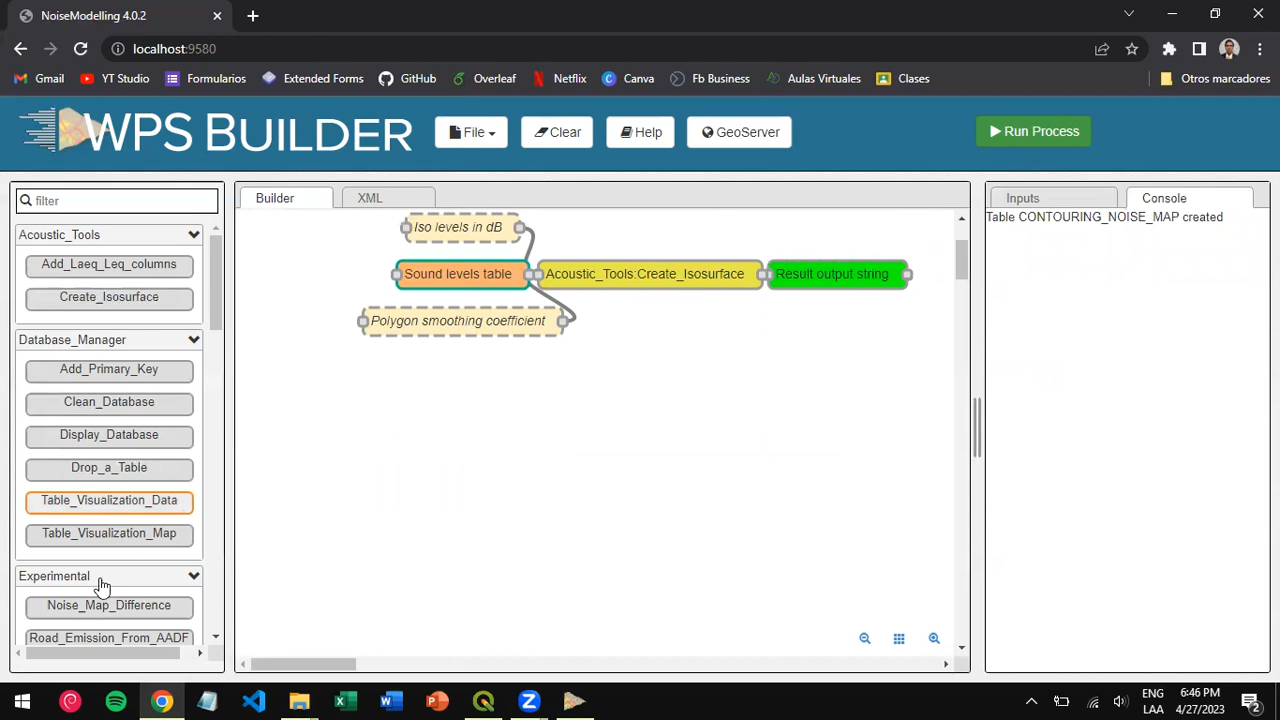 NoiseModelling 4.0.2
localhost:9580
Gmail
YT Studio
Formularios
Extended Forms
GitHub
Overleaf
Netflix
Canva
Fb Business
Aulas Virtuales
Clases
Otros marcadores
WPS BUILDER
File
Clear
Help
GeoServer
Run Process
filter
Acoustic_Tools
Add_Laeq_Leq_columns
Create_Isosurface
Database_Manager
Add_Primary_Key
Clean_Database
Display_Database
Drop_a_Table
Table_Visualization_Data
Table_Visualization_Map
Experimental
Noise_Map_Difference
Road_Emission_From_AADF
Builder
XML
Iso levels in dB
Sound levels table
Acoustic_Tools:Create_Isosurface
Result output string
Polygon smoothing coefficient
Inputs
Console
Table CONTOURING_NOISE_MAP created
ENG
LAA
6:46 PM
4/27/2023
2